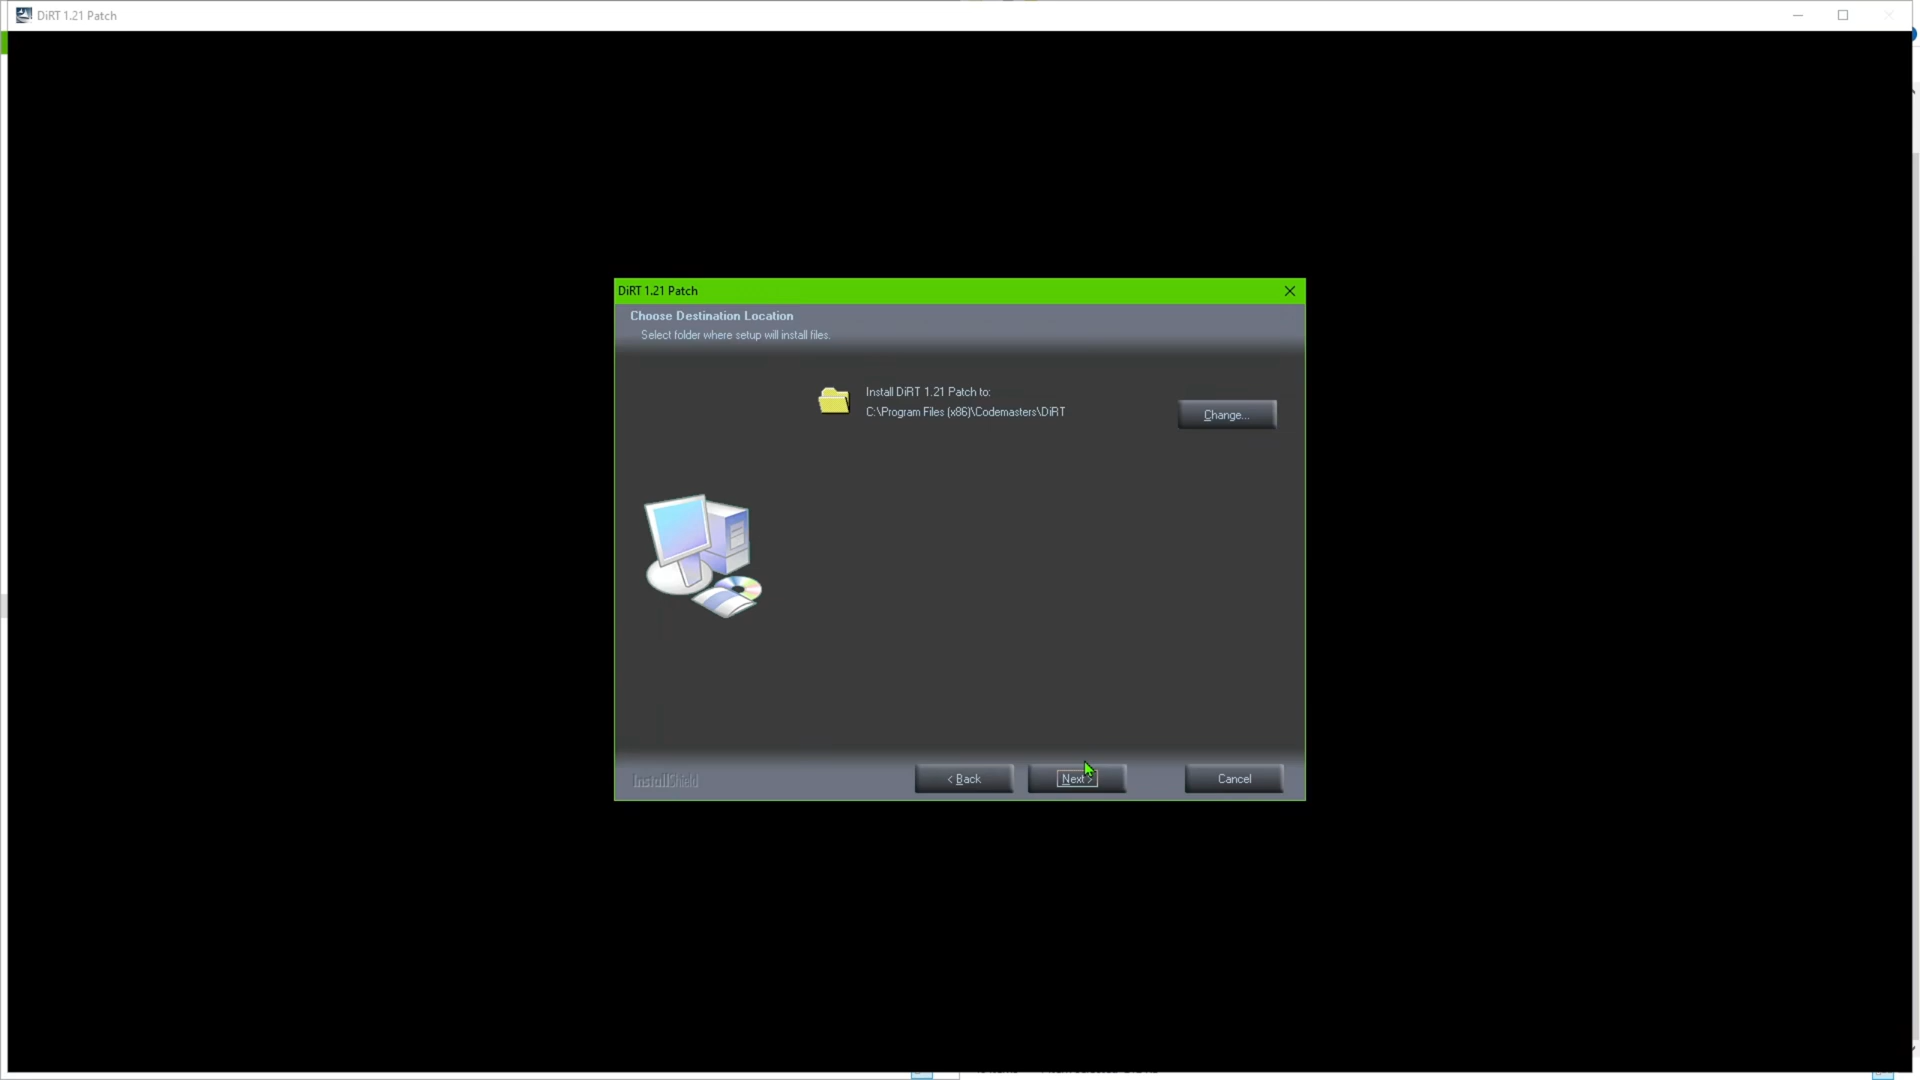 DiRT 1.21 Patch
DiRT 1.21 Patch
Choose Destination Location
Select folder where setup will install files.
Install DiRT 1.21 Patch to:
C:\Program Files (x86)\Codemasters\DiRT
Change...
InstallShield
< Back
Next >
Cancel